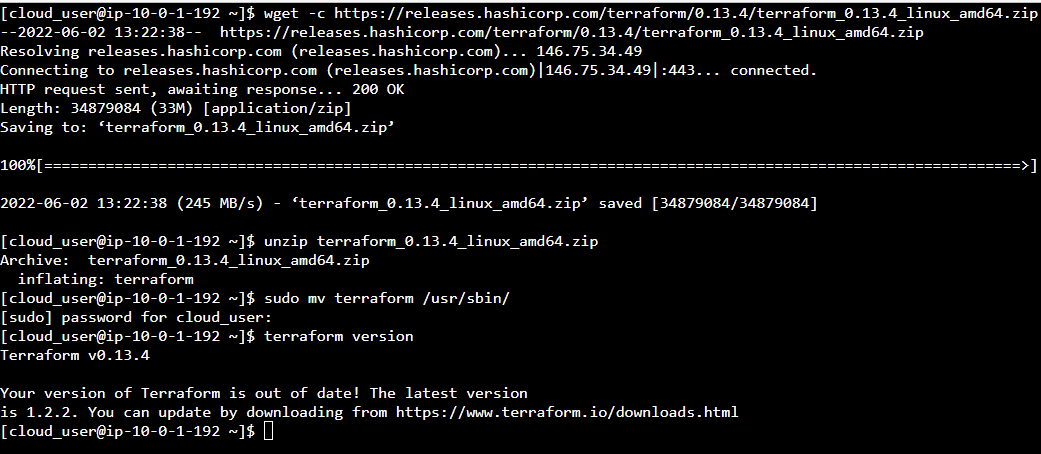 [cloud_user@ip-10-0-1-192 ~]$ wget -c https://releases.hashicorp.com/terraform/0.13.4/terraform_0.13.4_linux_amd64.zip
--2022-06-02 13:22:38--  https://releases.hashicorp.com/terraform/0.13.4/terraform_0.13.4_linux_amd64.zip
Resolving releases.hashicorp.com (releases.hashicorp.com)... 146.75.34.49
Connecting to releases.hashicorp.com (releases.hashicorp.com)|146.75.34.49|:443... connected.
HTTP request sent, awaiting response... 200 OK
Length: 34879084 (33M) [application/zip]
Saving to: ‘terraform_0.13.4_linux_amd64.zip’
100%[===============================================================================================================>]
2022-06-02 13:22:38 (245 MB/s) - ‘terraform_0.13.4_linux_amd64.zip’ saved [34879084/34879084]
[cloud_user@ip-10-0-1-192 ~]$ unzip terraform_0.13.4_linux_amd64.zip
Archive:  terraform_0.13.4_linux_amd64.zip
  inflating: terraform
[cloud_user@ip-10-0-1-192 ~]$ sudo mv terraform /usr/sbin/
[sudo] password for cloud_user:
[cloud_user@ip-10-0-1-192 ~]$ terraform version
Terraform v0.13.4
Your version of Terraform is out of date! The latest version
is 1.2.2. You can update by downloading from https://www.terraform.io/downloads.html
[cloud_user@ip-10-0-1-192 ~]$